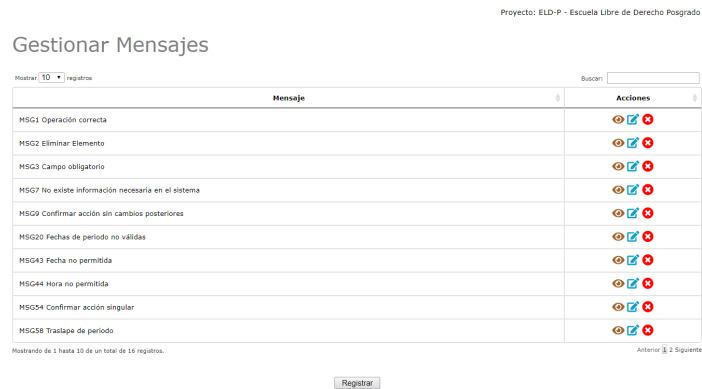 Proyecto: ELD-P - Escuela Libre de Derecho Posgrado
Gestionar Mensajes
Mostrar 10 registros
Buscar:
Mensaje Acciones
MSG1 Operación correcta
MSG2 Eliminar Elemento
MSG3 Campo obligatorio
MSG7 No existe información necesaria en el sistema
MSG9 Confirmar acción sin cambios posteriores
MSG20 Fechas de periodo no válidas
MSG43 Fecha no permitida
MSG44 Hora no permitida
MSG54 Confirmar acción singular
MSG58 Traslape de periodo
Mostrando de 1 hasta 10 de un total de 16 registros.
Anterior 1 2 Siguiente
Registrar